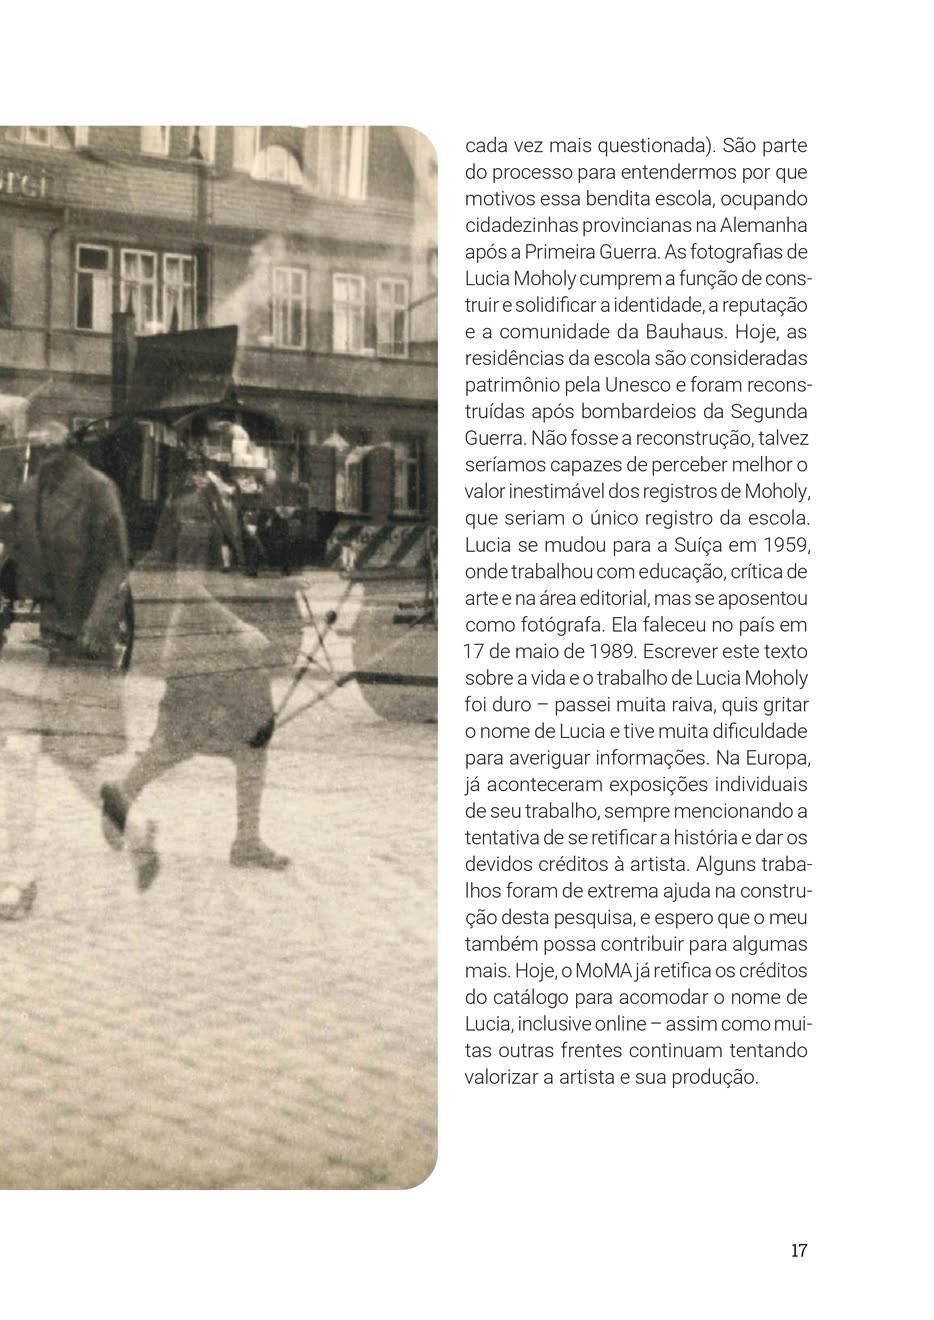 cada vez mais questionada). São parte
do processo para entendermos por que
motivos essa bendita escola, ocupando
cidadezinhas provincianas na Alemanha
após a Primeira Guerra. As fotografias de
Lucia Moholy cumprem a função de cons-
truir e solidificar a identidade, a reputação
e a comunidade da Bauhaus. Hoje, as
residências da escola são consideradas
patrimônio pela Unesco e foram recons-
truídas após bombardeios da Segunda
Guerra. Não fosse a reconstrução, talvez
seríamos capazes de perceber melhor o
valor inestimável dos registros de Moholy,
que seriam o único registro da escola.
Lucia se mudou para a Suíça em 1959,
onde trabalhou com educação, crítica de
arte e na área editorial, mas se aposentou
como fotógrafa. Ela faleceu no país em
17 de maio de 1989. Escrever este texto
sobre a vida e o trabalho de Lucia Moholy
foi duro – passei muita raiva, quis gritar
o nome de Lucia e tive muita dificuldade
para averiguar informações. Na Europa,
já aconteceram exposições individuais
de seu trabalho, sempre mencionando a
tentativa de se retificar a história e dar os
devidos créditos à artista. Alguns traba-
lhos foram de extrema ajuda na constru-
ção desta pesquisa, e espero que o meu
também possa contribuir para algumas
mais. Hoje, o MoMA já retifica os créditos
do catálogo para acomodar o nome de
Lucia, inclusive online – assim como mui-
tas outras frentes continuam tentando
valorizar a artista e sua produção.
17